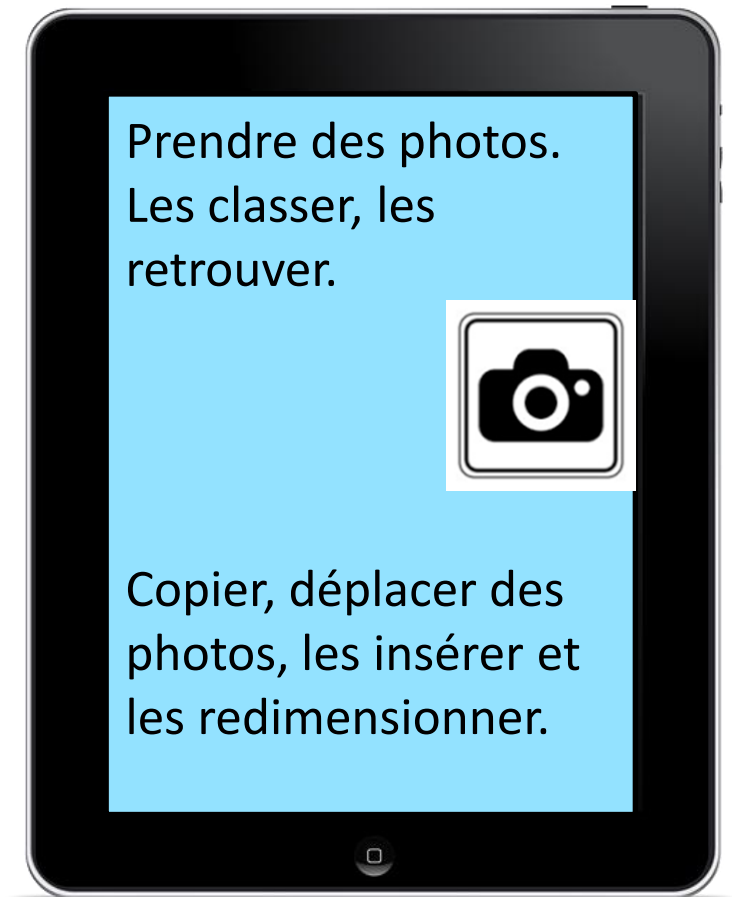 Prendre des photos.
Les classer, les
retrouver.
Copier, déplacer des
photos, les insérer et
les redimensionner.